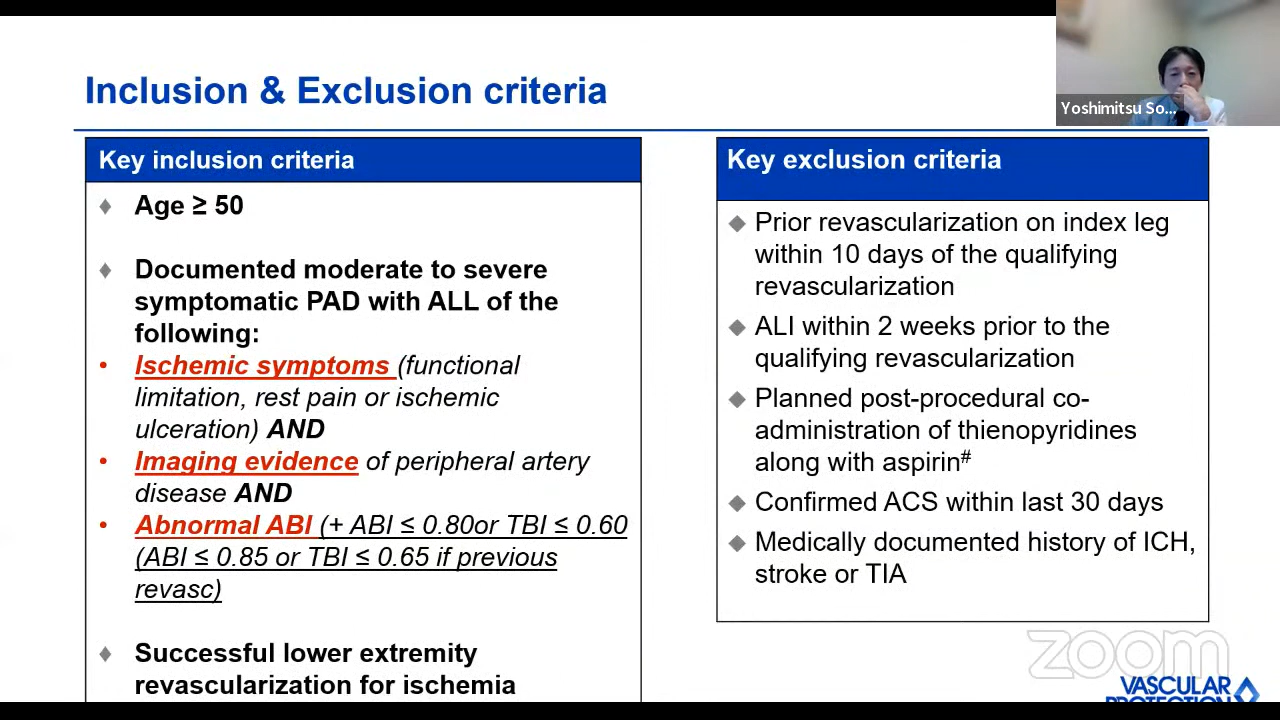 Inclusion & Exclusion criteria
Yoshimitsu So...
Key inclusion criteria
Age ≥ 50
Documented moderate to severe
symptomatic PAD with ALL of the
following:
Ischemic symptoms (functional
limitation, rest pain or ischemic
ulceration) AND
Imaging evidence of peripheral artery
disease AND
Abnormal ABI (+ ABI ≤ 0.80or TBI ≤ 0.60
(ABI ≤ 0.85 or TBI ≤ 0.65 if previous
revasc)
Successful lower extremity
revascularization for ischemia
Key exclusion criteria
Prior revascularization on index leg
within 10 days of the qualifying
revascularization
ALI within 2 weeks prior to the
qualifying revascularization
Planned post-procedural co-
administration of thienopyridines
along with aspirin#
Confirmed ACS within last 30 days
Medically documented history of ICH,
stroke or TIA
zoom
VASCULAR
PROTECTION